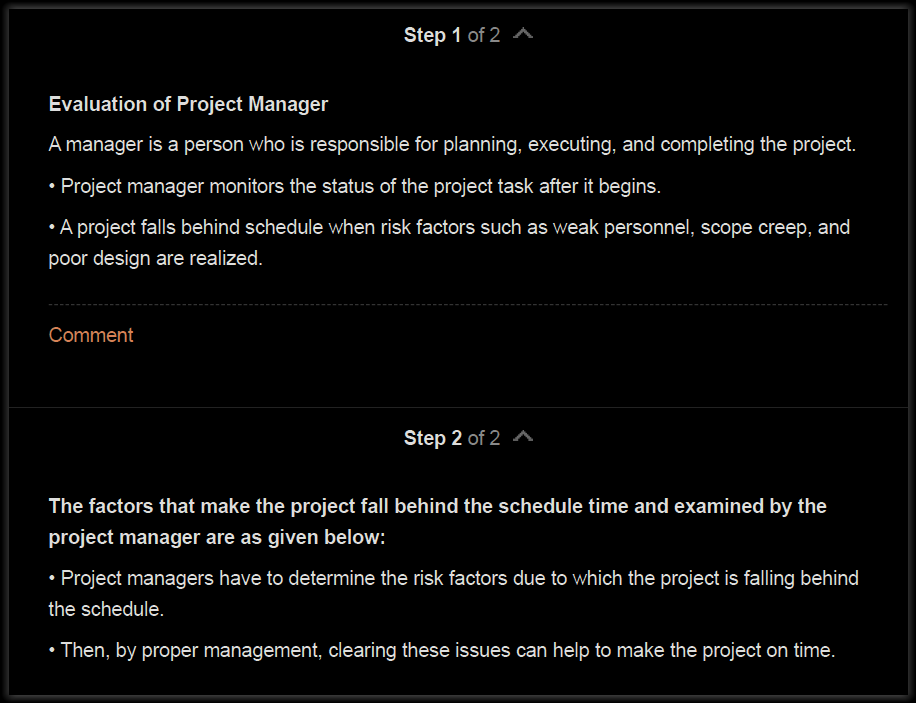 Step 1 of 2
Evaluation of Project Manager
A manager is a person who is responsible for planning, executing, and completing the project.
• Project manager monitors the status of the project task after it begins.
• A project falls behind schedule when risk factors such as weak personnel, scope creep, and
poor design are realized.
Comment
Step 2 of 2
The factors that make the project fall behind the schedule time and examined by the
project manager are as given below:
• Project managers have to determine the risk factors due to which the project is falling behind
the schedule.
• Then, by proper management, clearing these issues can help to make the project on time.